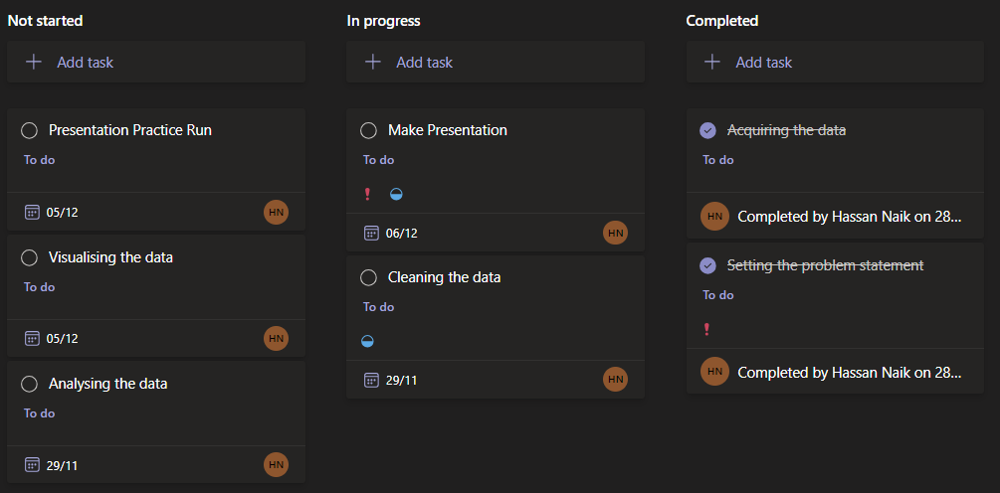 Not started
Add task
Presentation Practice Run
To do
05/12
HN
Visualising the data
To do
05/12
HN
Analysing the data
To do
29/11
HN
In progress
Add task
Make Presentation
To do
06/12
HN
Cleaning the data
To do
29/11
HN
Completed
Add task
Acquiring the data
To do
HN Completed by Hassan Naik on 28...
Setting the problem statement
To do
HN Completed by Hassan Naik on 28...